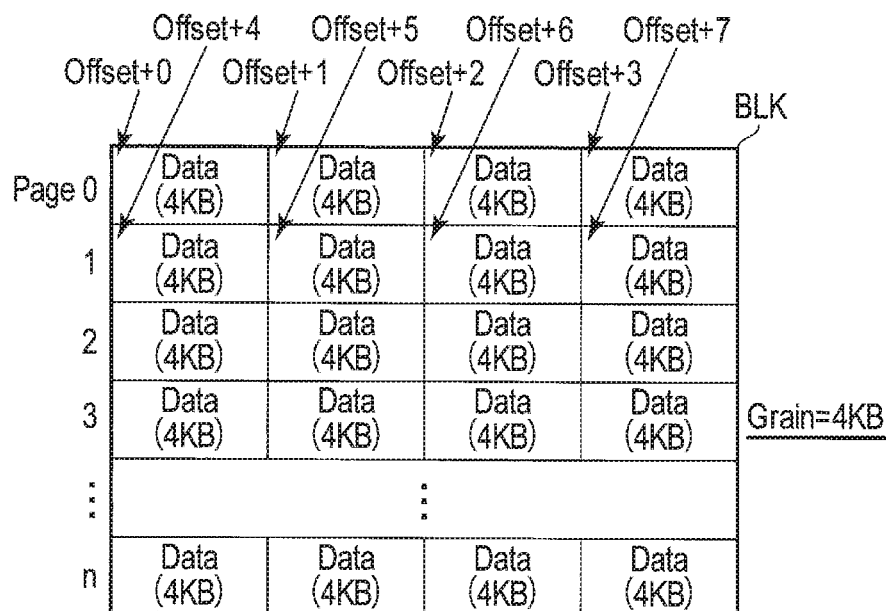 Offset+4 Offset+5 Offset+6 Offset+7
Offset+0 Offset+1 Offset+2 Offset+3
BLK
Page 0 Data (4KB) Data (4KB) Data (4KB) Data (4KB)
1 Data (4KB) Data (4KB) Data (4KB) Data (4KB)
2 Data (4KB) Data (4KB) Data (4KB) Data (4KB)
3 Data (4KB) Data (4KB) Data (4KB) Data (4KB)
Grain=4KB
n Data (4KB) Data (4KB) Data (4KB) Data (4KB)